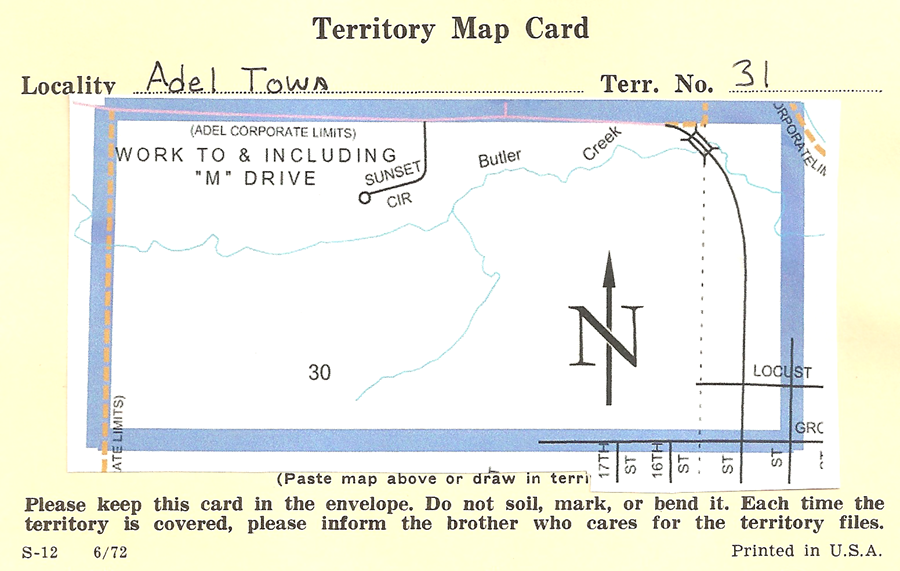 Territory Map Card
Locality Adel Town Terr. No. 31
(ADEL CORPORATE LIMITS)
WORK TO & INCLUDING
"M" DRIVE
SUNSET
CIR
Butler
Creek
ORPORATE LIM
N
30
LOCUST
GRO
ATE LIMITS)
17TH
ST
16TH
ST
ST
ST
ST
(Paste map above or draw in terri
Please keep this card in the envelope. Do not soil, mark, or bend it. Each time the
territory is covered, please inform the brother who cares for the territory files.
S-12 6/72
Printed in U.S.A.